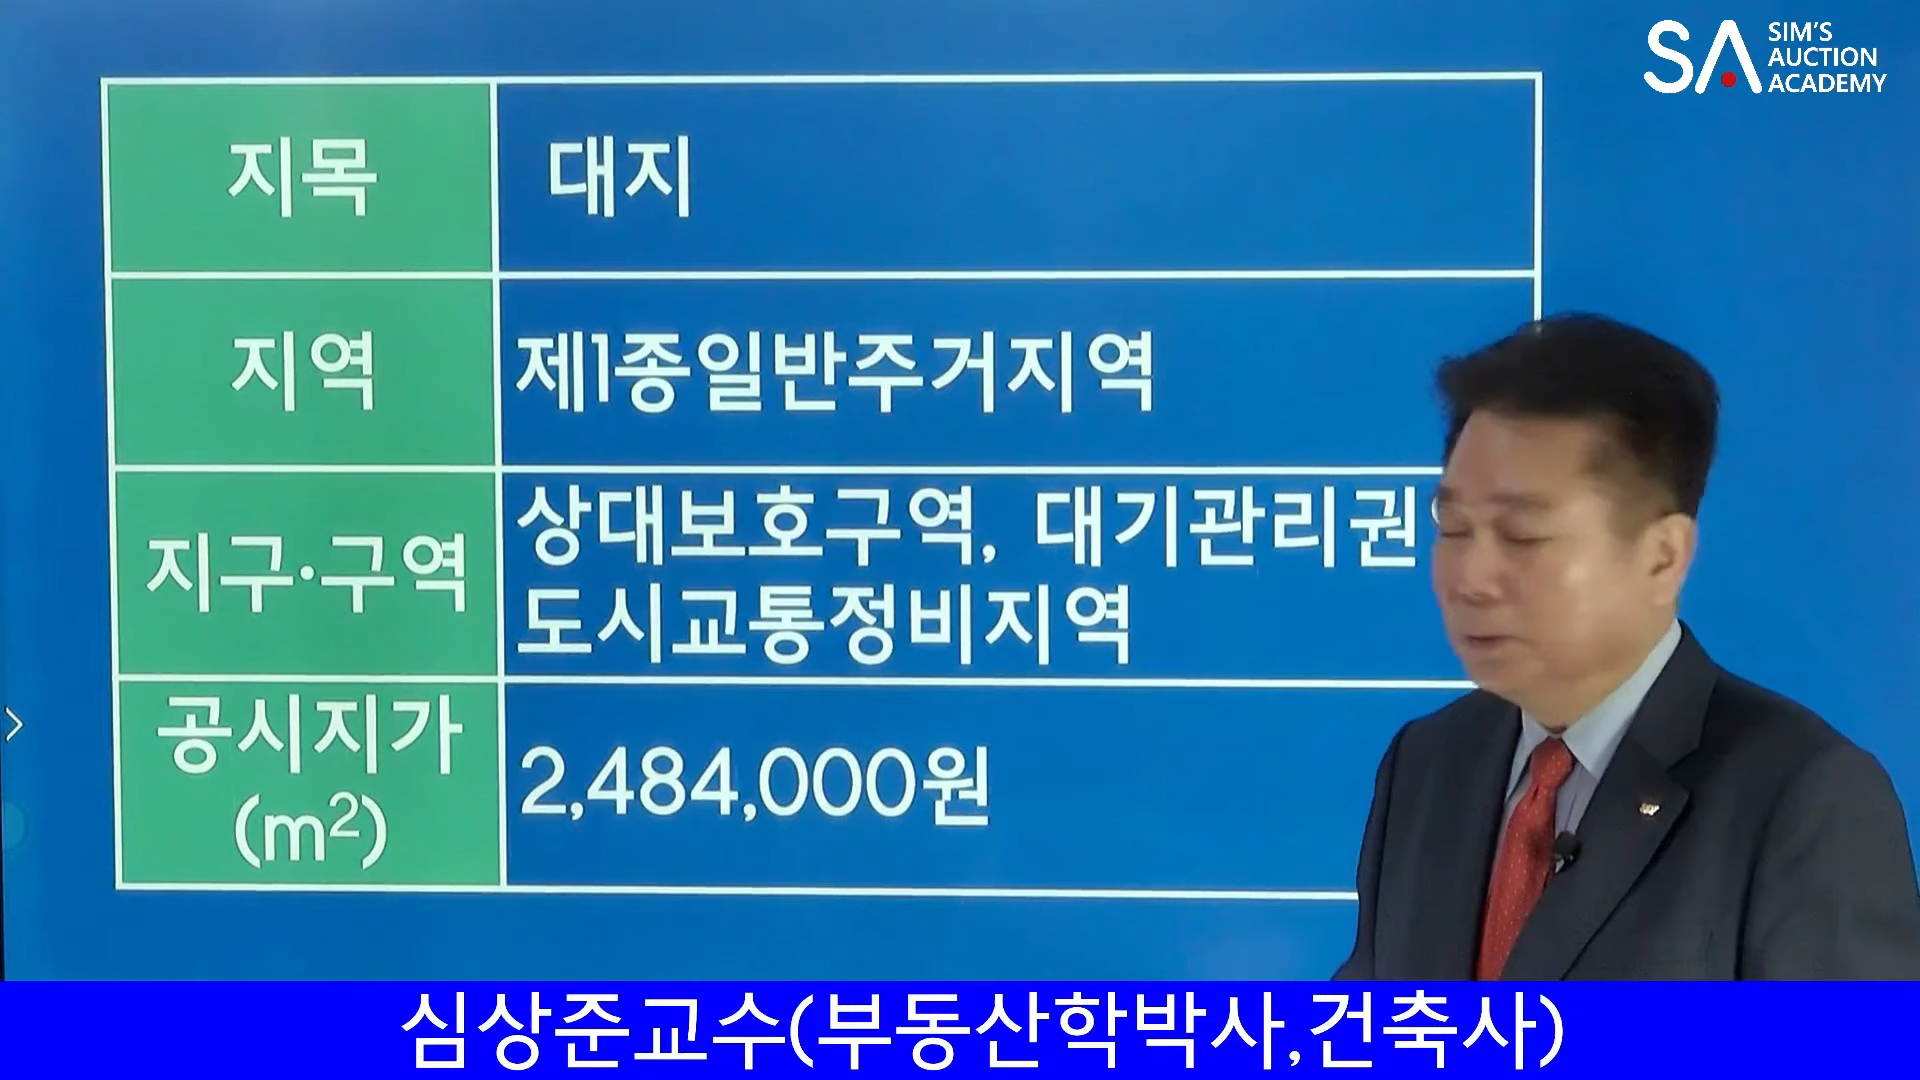 SA
SIM'S
AUCTION
ACADEMY
지목 대지
지역 제1종일반주거지역
지구·구역 상대보호구역, 대기관리권
도시교통정비지역
공시지가
(m²) 2,484,000원
심상준교수(부동산학박사,건축사)